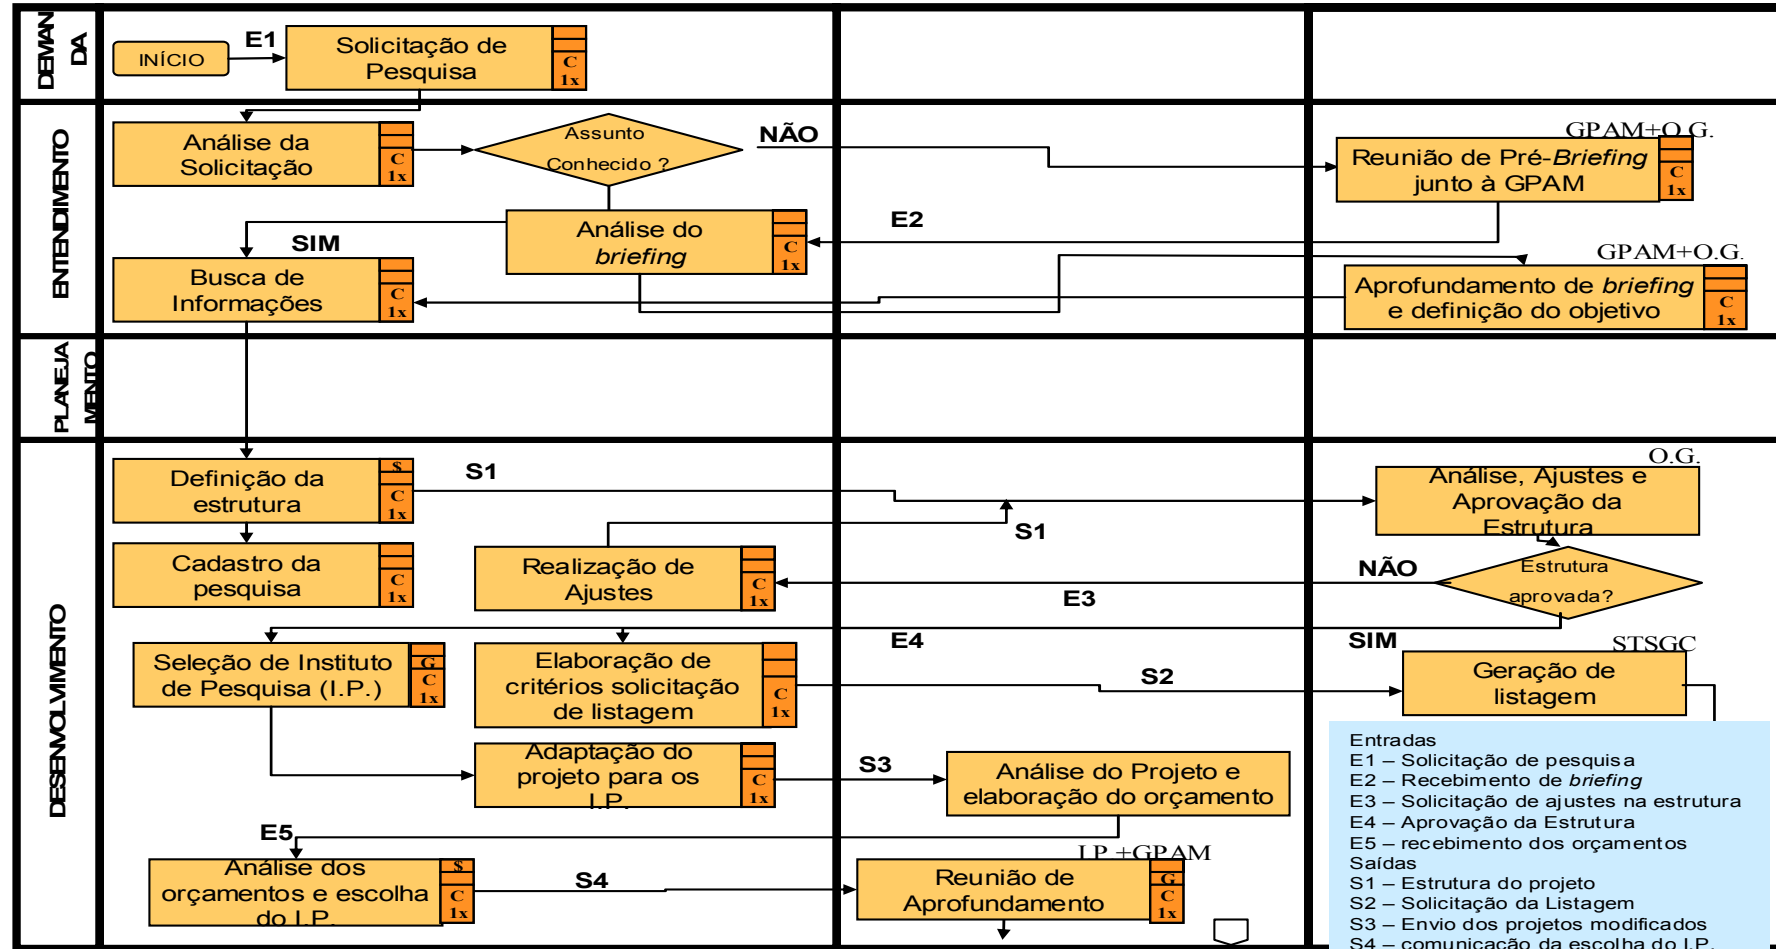 DEMAN
DA
INÍCIO
E1
Solicitação de
Pesquisa
C
1x
ENTENDIMENTO
Análise da
Solicitação
C
1x
Assunto
Conhecido ?
NÃO
GPAM+O.G.
Reunião de Pré-Briefing
junto à GPAM
C
1x
Análise do
briefing
C
1x
E2
SIM
Busca de
Informações
C
1x
GPAM+O.G.
Aprofundamento de briefing
e definição do objetivo
C
1x
PLANEJA
MENTO
DESENVOLVIMENTO
Definição da
estrutura
$
C
1x
S1
O.G.
Análise, Ajustes e
Aprovação da
Estrutura
Cadastro da
pesquisa
C
1x
Realização de
Ajustes
C
1x
S1
NÃO
E3
Estrutura
aprovada?
E4
SIM
Seleção de Instituto
de Pesquisa (I.P.)
G
C
1x
Elaboração de
critérios solicitação
de listagem
C
1x
S2
STSGC
Geração de
listagem
Adaptação do
projeto para os
I.P.
C
1x
S3
Análise do Projeto e
elaboração do orçamento
E5
Análise dos
orçamentos e escolha
do I.P.
$
C
1x
S4
I.P.+GPAM
Reunião de
Aprofundamento
G
C
1x
Entradas
E1 – Solicitação de pesquisa
E2 – Recebimento de briefing
E3 – Solicitação de ajustes na estrutura
E4 – Aprovação da Estrutura
E5 – recebimento dos orçamentos
Saídas
S1 – Estrutura do projeto
S2 – Solicitação da Listagem
S3 – Envio dos projetos modificados
S4 – comunicação da escolha do I.P.